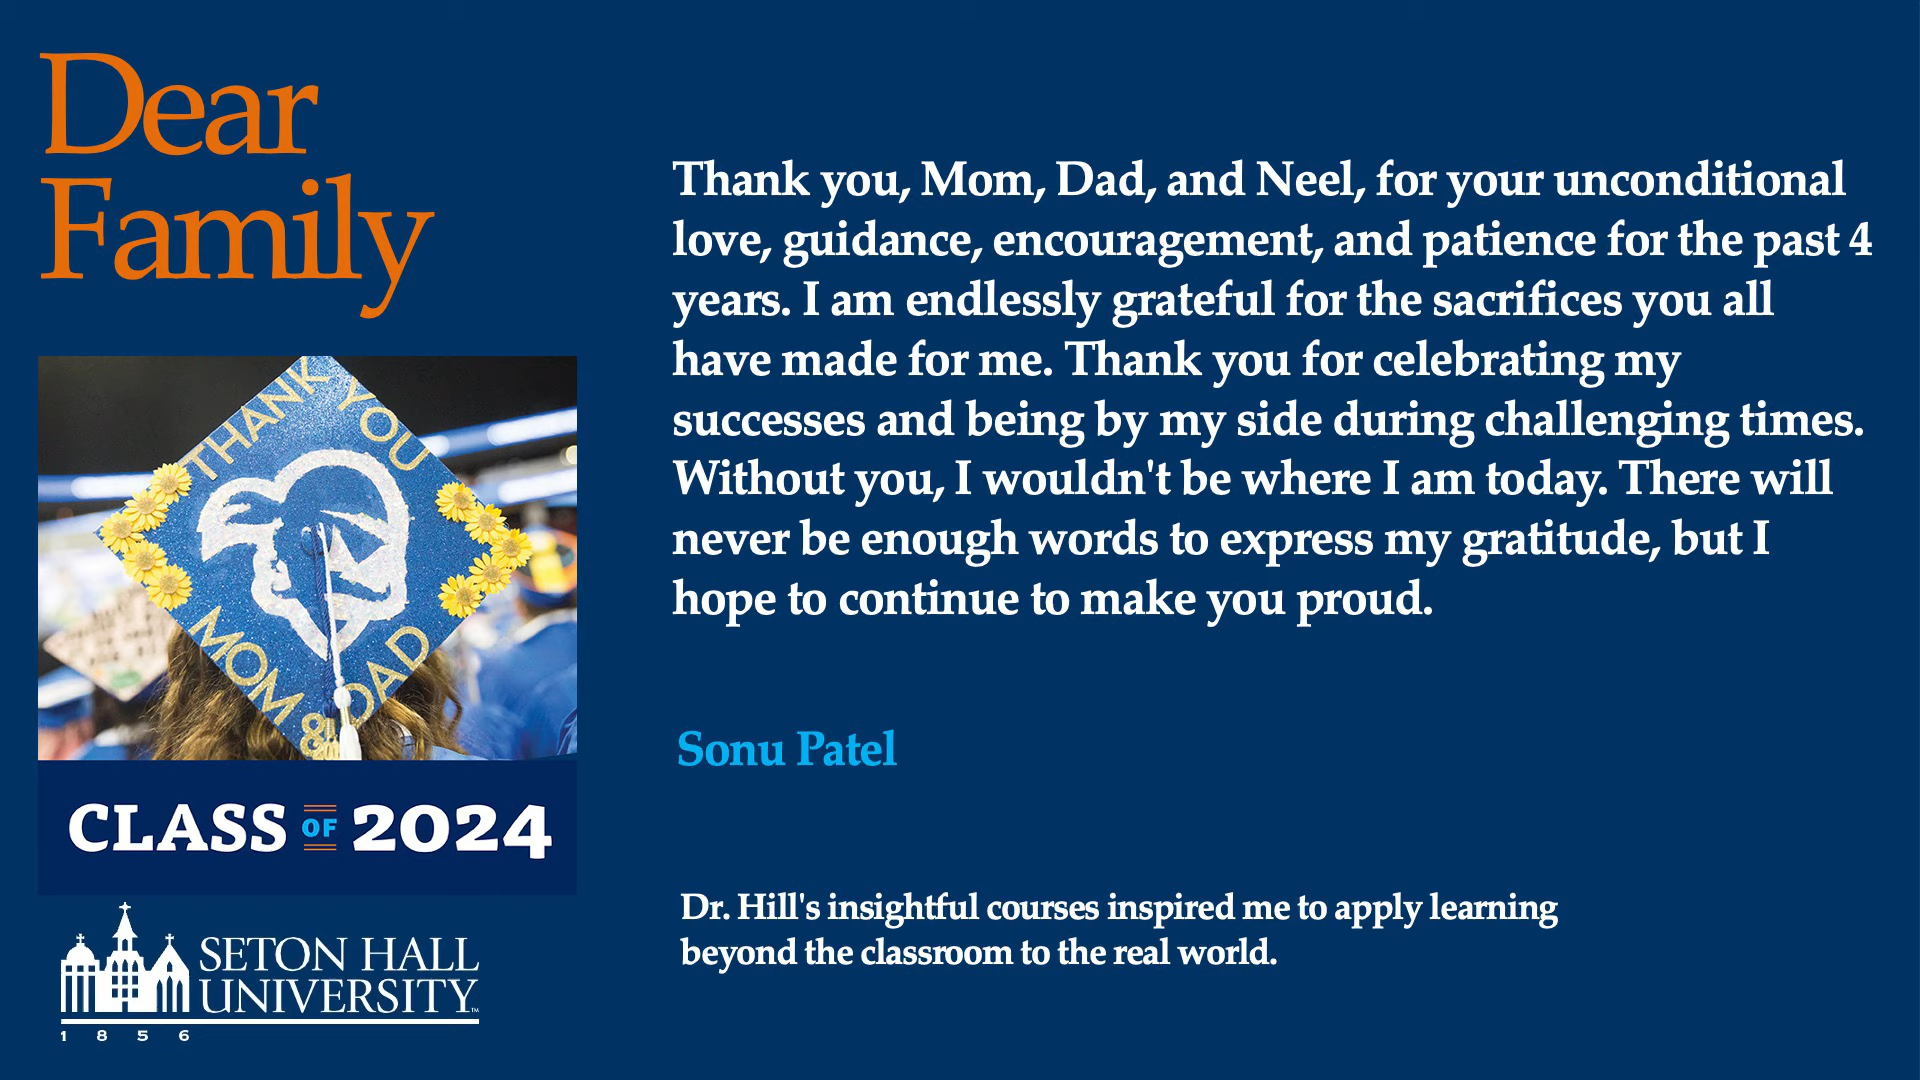 Dear
Family
THANK YOU
MOM & DAD
CLASS OF 2024
SETON HALL
UNIVERSITY™
1856
Thank you, Mom, Dad, and Neel, for your unconditional
love, guidance, encouragement, and patience for the past 4
years. I am endlessly grateful for the sacrifices you all
have made for me. Thank you for celebrating my
successes and being by my side during challenging times.
Without you, I wouldn't be where I am today. There will
never be enough words to express my gratitude, but I
hope to continue to make you proud.
Sonu Patel
Dr. Hill's insightful courses inspired me to apply learning
beyond the classroom to the real world.